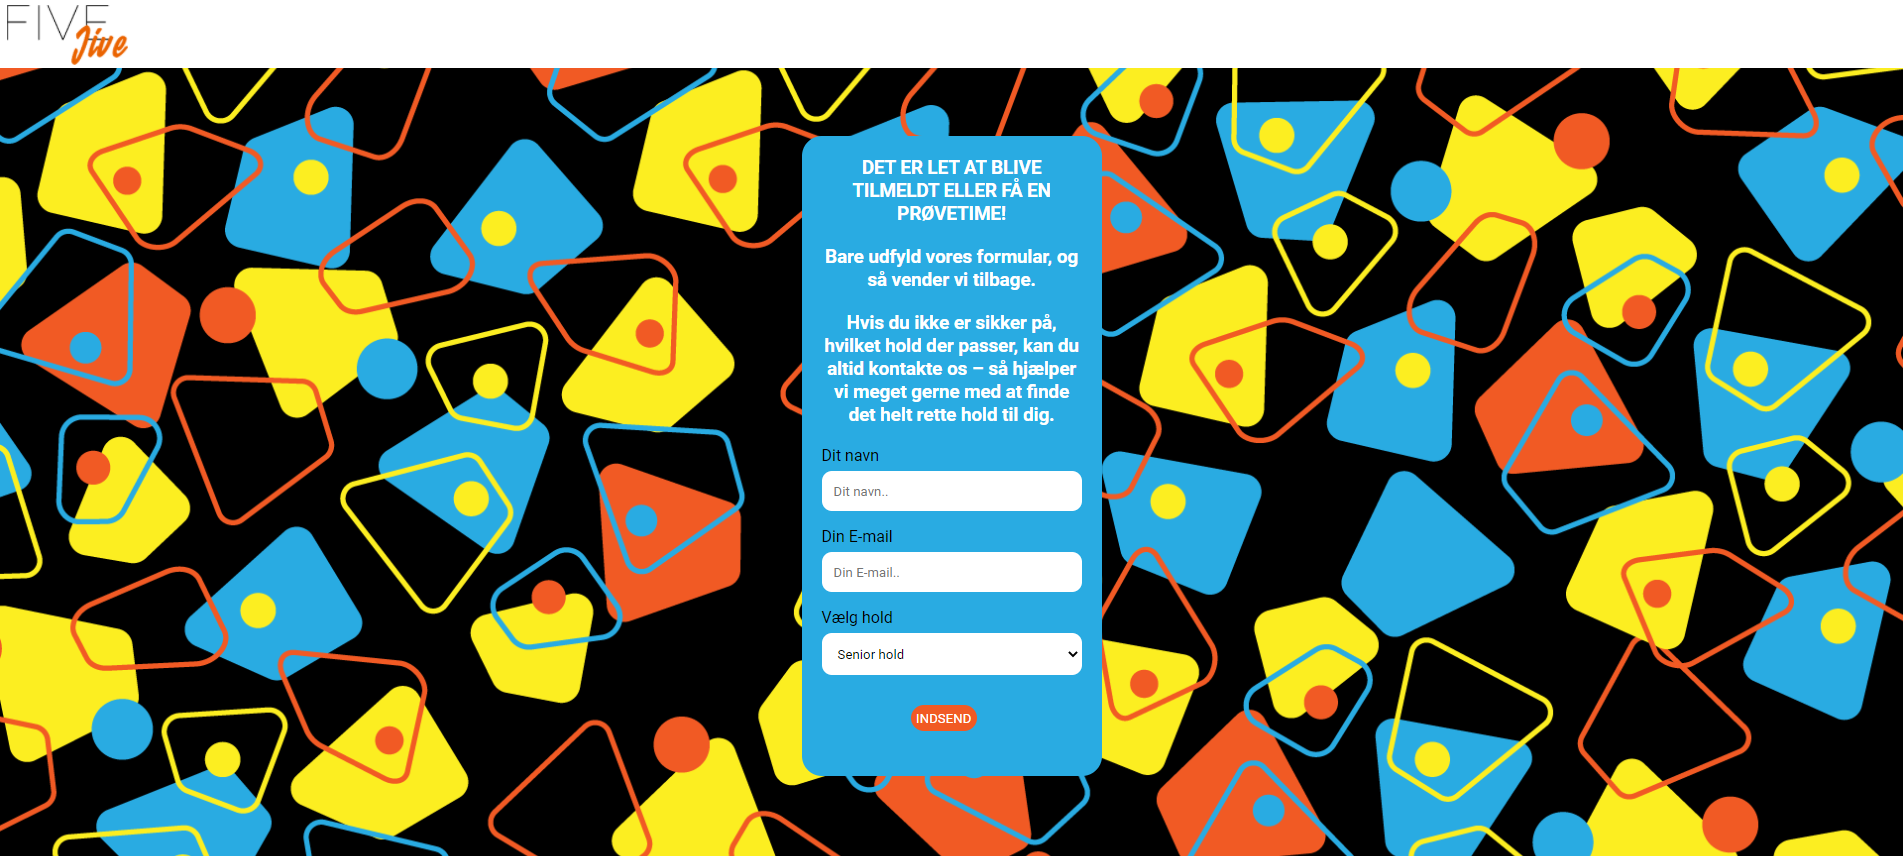 FIVE
Jive
DET ER LET AT BLIVE
TILMELDT ELLER FÅ EN
PRØVETIME!
Bare udfyld vores formular, og
så vender vi tilbage.
Hvis du ikke er sikker på,
hvilket hold der passer, kan du
altid kontakte os – så hjælper
vi meget gerne med at finde
det helt rette hold til dig.
Dit navn
Dit navn..
Din E-mail
Din E-mail..
Vælg hold
Senior hold
INDSEND